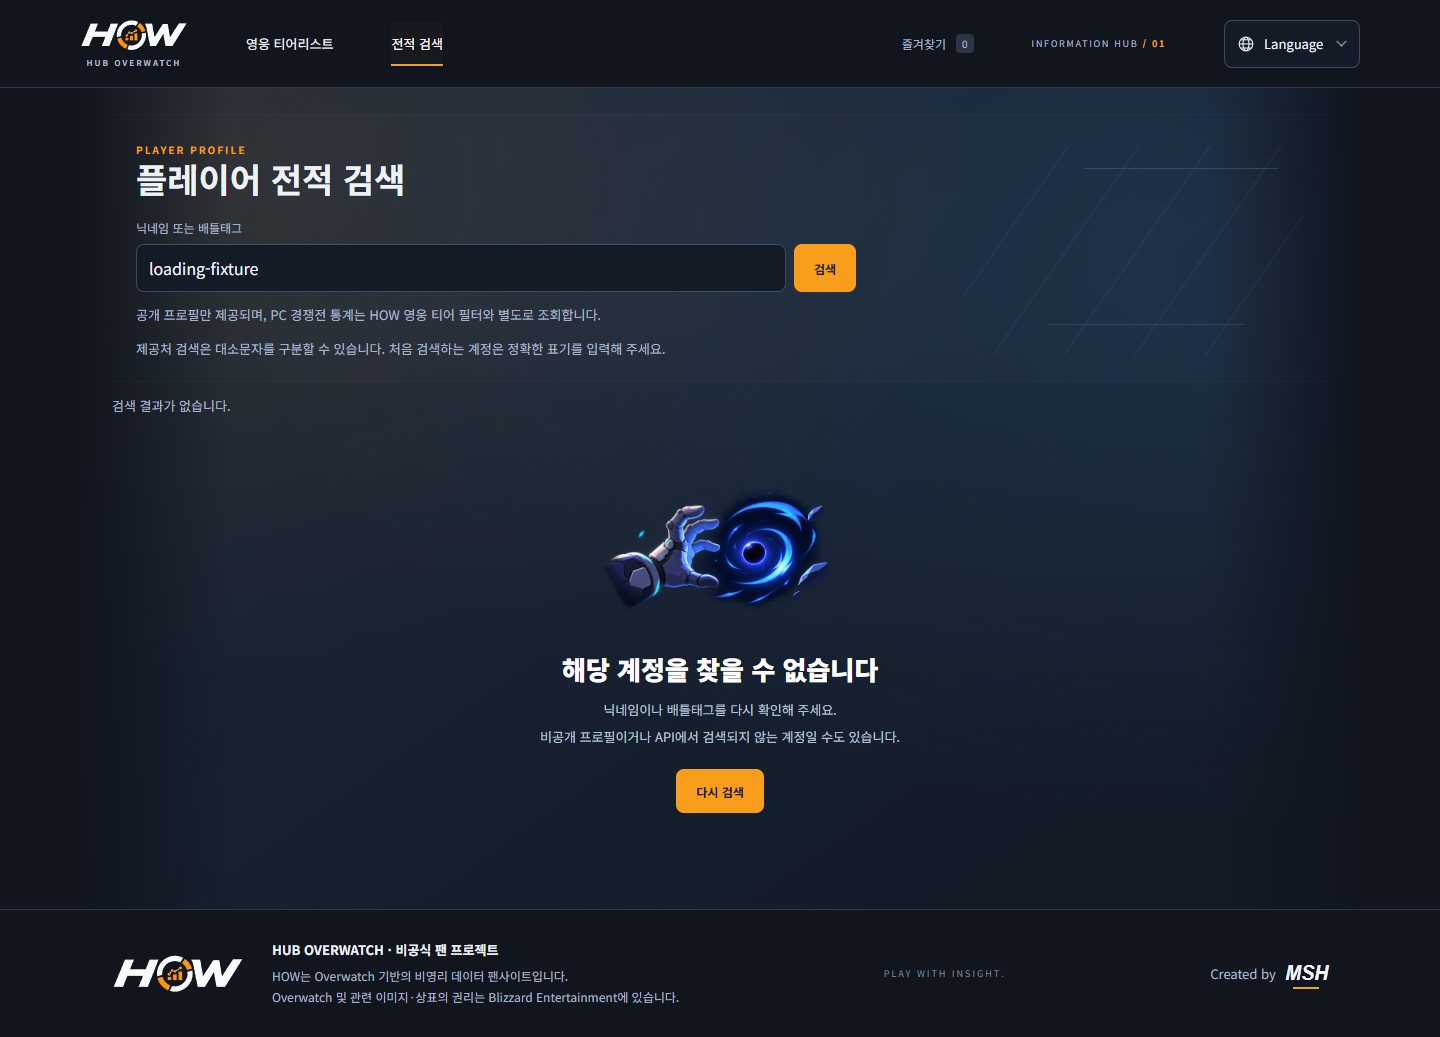 HOW
HUB OVERWATCH
영웅 티어리스트
전적 검색
즐겨찾기 0
INFORMATION HUB / 01
Language
PLAYER PROFILE
플레이어 전적 검색
닉네임 또는 배틀태그
loading-fixture
검색
공개 프로필만 제공되며, PC 경쟁전 통계는 HOW 영웅 티어 필터와 별도로 조회합니다.
제공처 검색은 대소문자를 구분할 수 있습니다. 처음 검색하는 계정은 정확한 표기를 입력해 주세요.
검색 결과가 없습니다.
해당 계정을 찾을 수 없습니다
닉네임이나 배틀태그를 다시 확인해 주세요.
비공개 프로필이거나 API에서 검색되지 않는 계정일 수도 있습니다.
다시 검색
HOW
HUB OVERWATCH · 비공식 팬 프로젝트
HOW는 Overwatch 기반의 비영리 데이터 팬사이트입니다.
Overwatch 및 관련 이미지·상표의 권리는 Blizzard Entertainment에 있습니다.
PLAY WITH INSIGHT.
Created by MSH